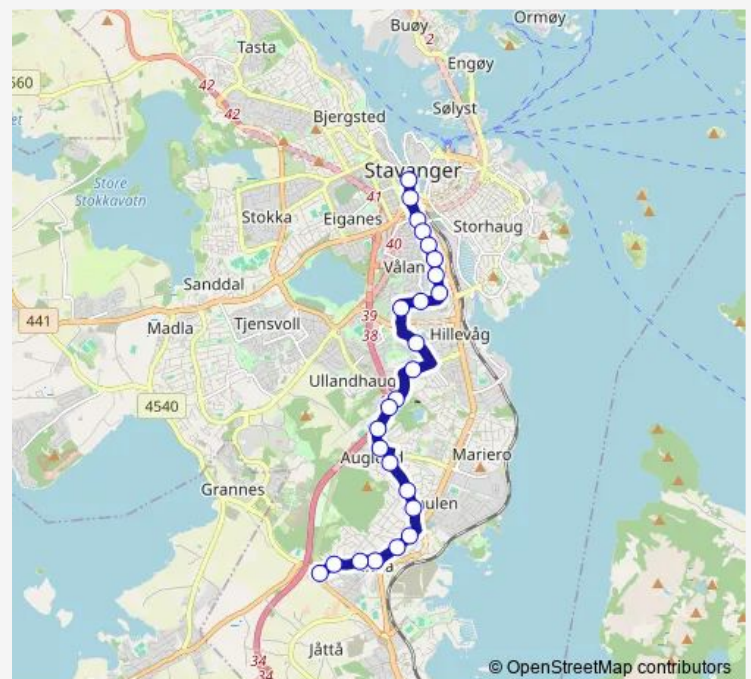 Buøy
Ormøy
2
Tasta
Engøy
560
42
42
Sølyst
Bjergsted
Stavanger
Store
Stokkavatn
41
Stokka
Eiganes
Storhaug
40
Vålan
Sanddal
441
Madla
Tjensvoll
39
38
Hillevåg
Ullandhaug
4540
Mariero
Grannes
Jåttå
34
34
© OpenStreetMap contributors